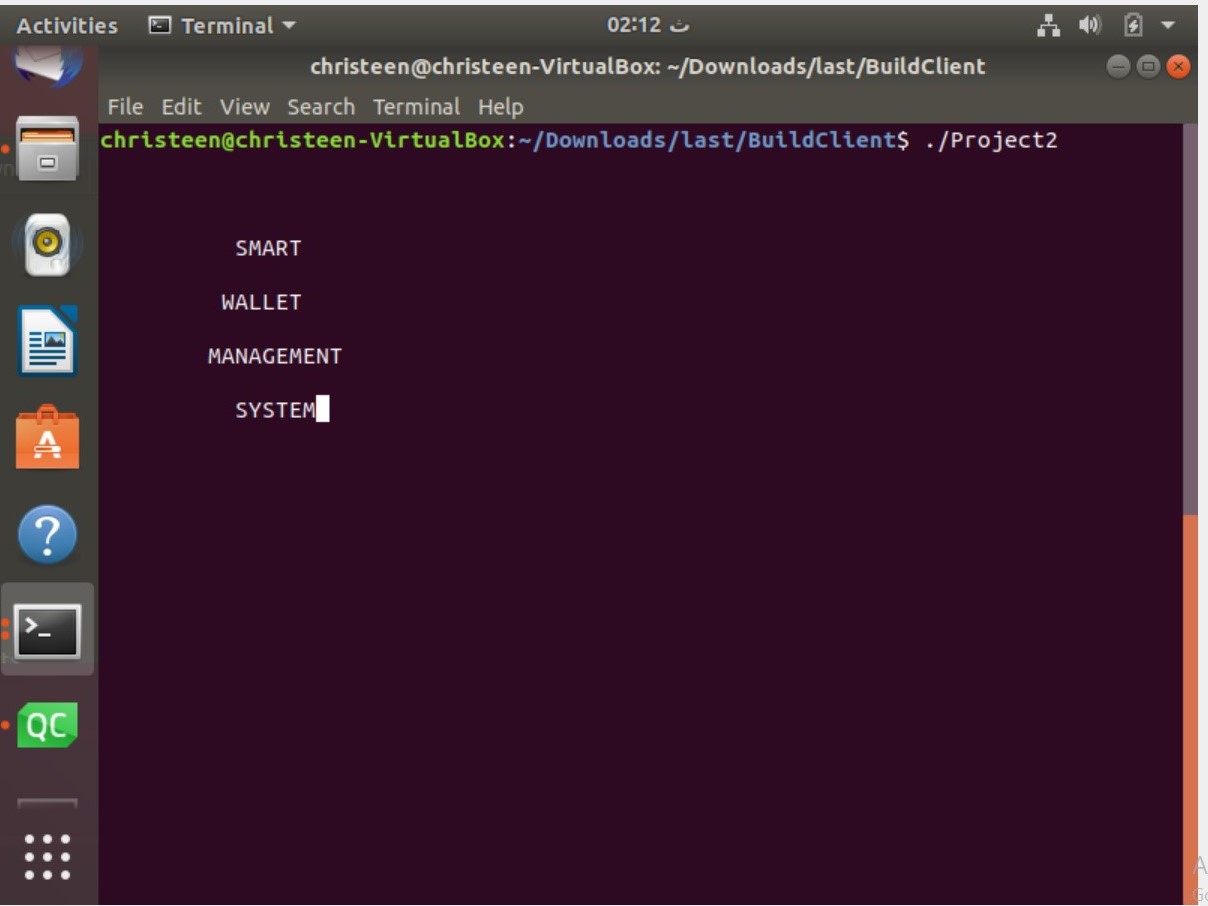 Activities Terminal 02:12 ث
christeen@christeen-VirtualBox: ~/Downloads/last/BuildClient
File Edit View Search Terminal Help
christeen@christeen-VirtualBox:~/Downloads/last/BuildClient$ ./Project2
SMART
WALLET
MANAGEMENT
SYSTEM
QC